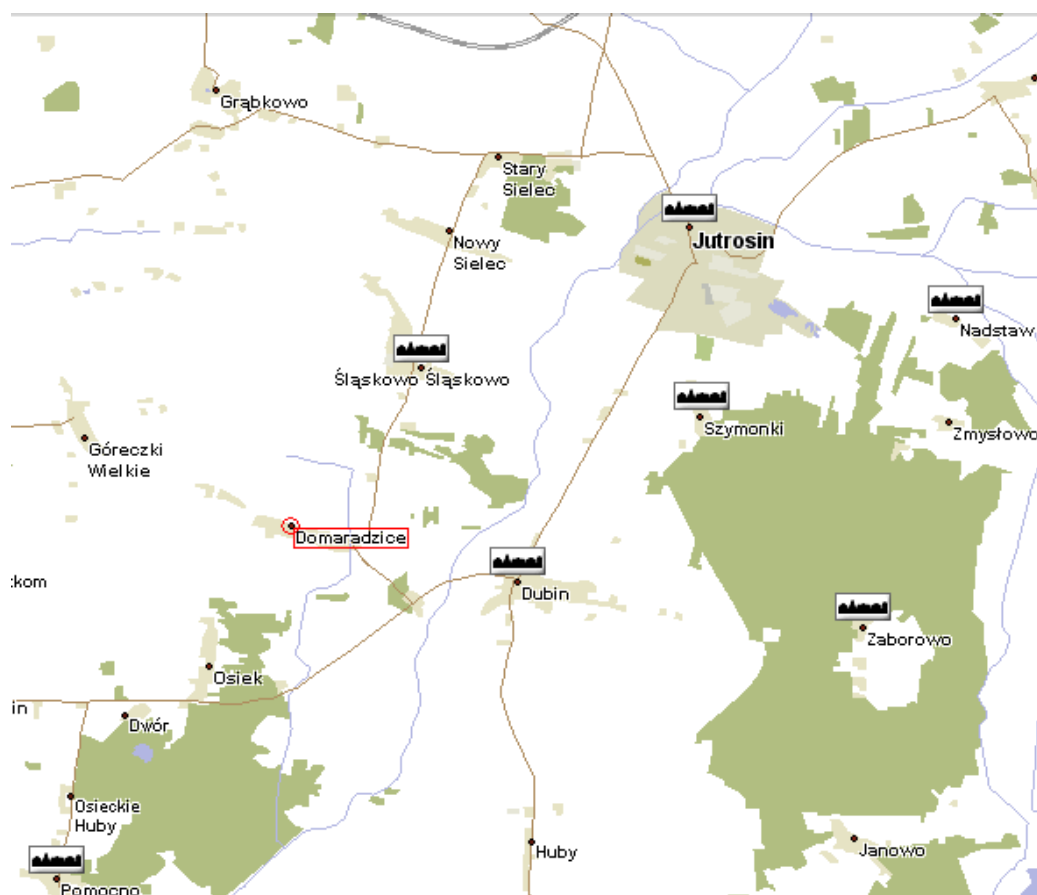 Grąbkowo
Stary
Sielec
Nowy
Sielec
Jutrosin
Nadstaw
Śląskowo Śląskowo
Szymonki
Zmysłowo
Góreczki
Wielkie
Domaradzice
zkom
Dubin
Zaborowo
Osiek
in
Dwór
Osieckie
Huby
Huby
Janowo
Pomocno